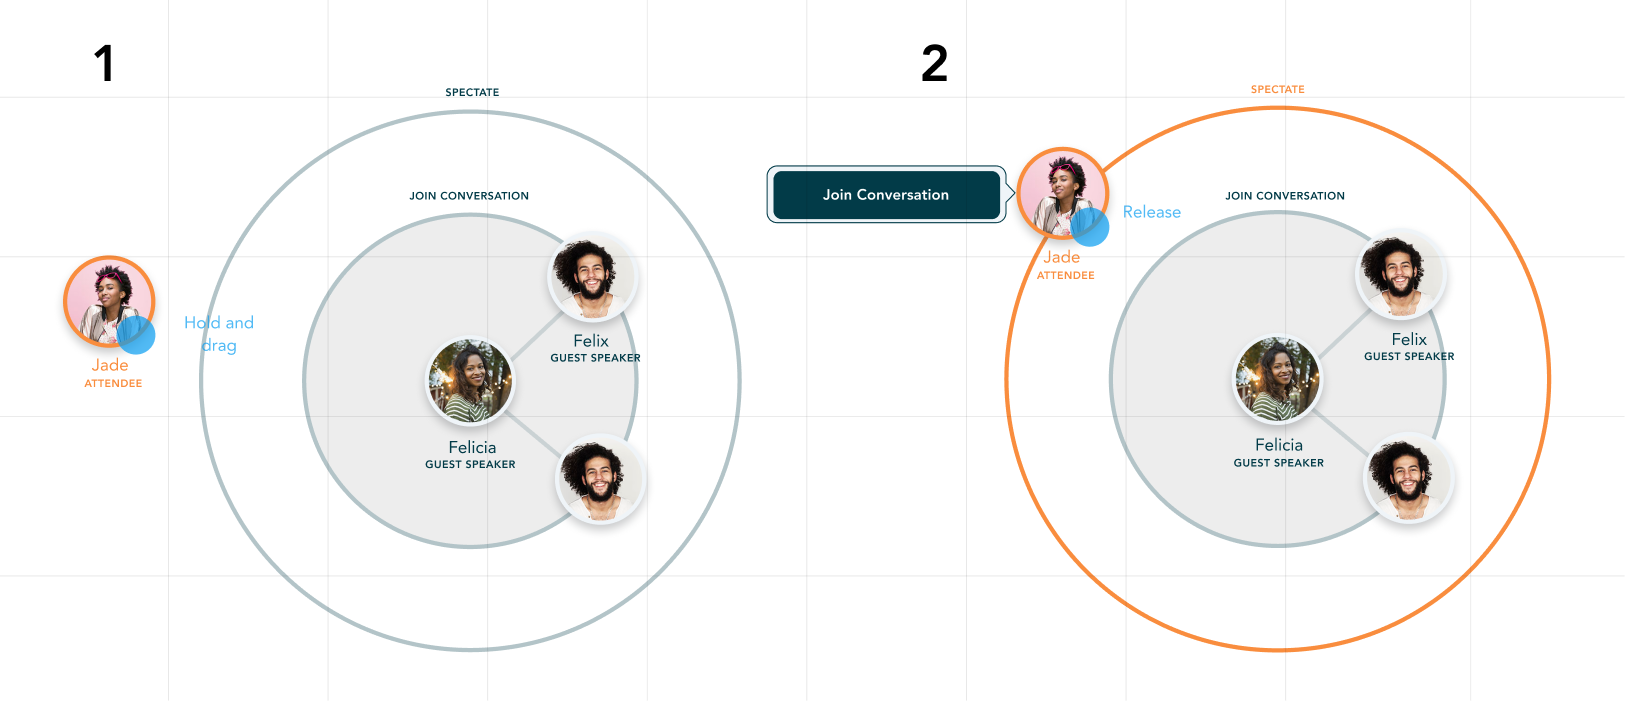 1
SPECTATE
JOIN CONVERSATION
Hold and
drag
Jade
ATTENDEE
Felix
GUEST SPEAKER
Felicia
GUEST SPEAKER
2
SPECTATE
Join Conversation
JOIN CONVERSATION
Release
Jade
ATTENDEE
Felix
GUEST SPEAKER
Felicia
GUEST SPEAKER